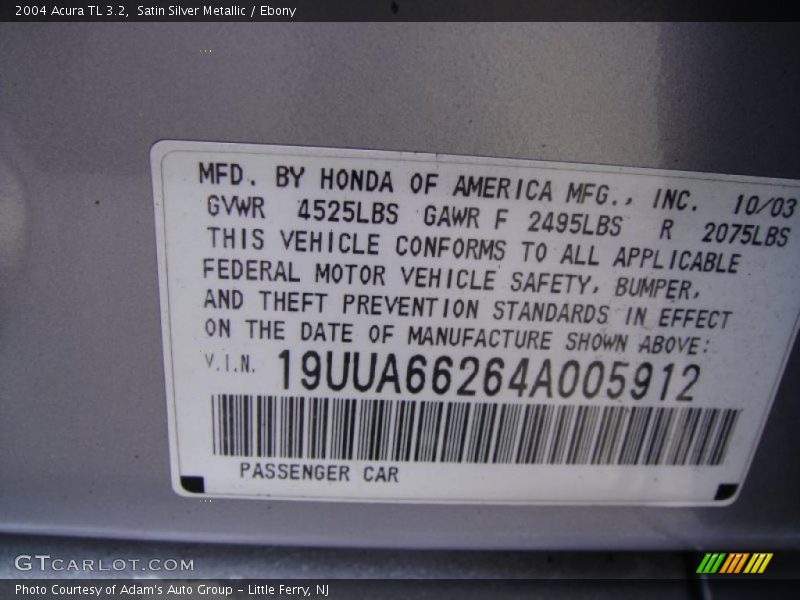 2004 Acura TL 3.2, Satin Silver Metallic / Ebony
MFD. BY HONDA OF AMERICA MFG., INC. 10/03
GVWR 4525LBS GAWR F 2495LBS R 2075LBS
THIS VEHICLE CONFORMS TO ALL APPLICABLE
FEDERAL MOTOR VEHICLE SAFETY, BUMPER,
AND THEFT PREVENTION STANDARDS IN EFFECT
ON THE DATE OF MANUFACTURE SHOWN ABOVE:
V.I.N. 19UUA66264A005912
PASSENGER CAR
GTCARLOT.COM
Photo Courtesy of Adam's Auto Group - Little Ferry, NJ